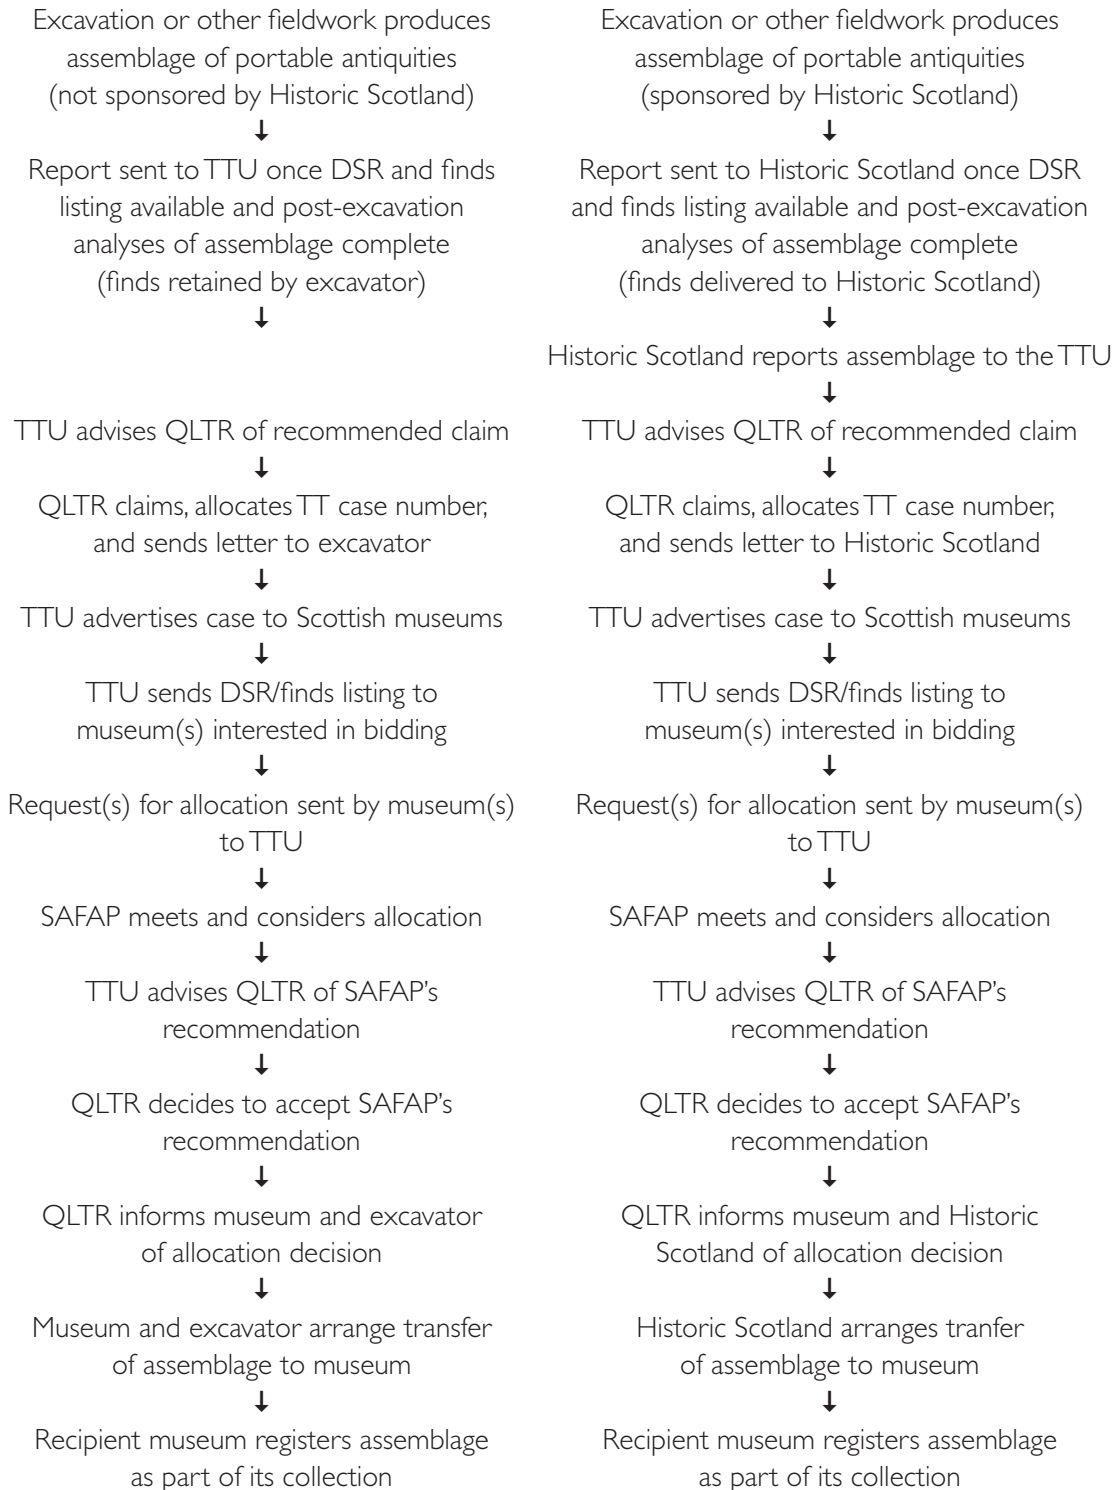 Excavation or other fieldwork produces
assemblage of portable antiquities
(not sponsored by Historic Scotland)
↓
Report sent to TTU once DSR and finds
listing available and post-excavation
analyses of assemblage complete
(finds retained by excavator)
↓
TTU advises QLTR of recommended claim
↓
QLTR claims, allocates TT case number,
and sends letter to excavator
↓
TTU advertises case to Scottish museums
↓
TTU sends DSR/finds listing to
museum(s) interested in bidding
↓
Request(s) for allocation sent by museum(s)
to TTU
↓
SAFAP meets and considers allocation
↓
TTU advises QLTR of SAFAP's
recommendation
↓
QLTR decides to accept SAFAP's
recommendation
↓
QLTR informs museum and excavator
of allocation decision
↓
Museum and excavator arrange transfer
of assemblage to museum
↓
Recipient museum registers assemblage
as part of its collection
Excavation or other fieldwork produces
assemblage of portable antiquities
(sponsored by Historic Scotland)
↓
Report sent to Historic Scotland once DSR
and finds listing available and post-excavation
analyses of assemblage complete
(finds delivered to Historic Scotland)
↓
Historic Scotland reports assemblage to the TTU
↓
TTU advises QLTR of recommended claim
↓
QLTR claims, allocates TT case number,
and sends letter to Historic Scotland
↓
TTU advertises case to Scottish museums
↓
TTU sends DSR/finds listing to
museum(s) interested in bidding
↓
Request(s) for allocation sent by museum(s)
to TTU
↓
SAFAP meets and considers allocation
↓
TTU advises QLTR of SAFAP's
recommendation
↓
QLTR decides to accept SAFAP's
recommendation
↓
QLTR informs museum and Historic
Scotland of allocation decision
↓
Historic Scotland arranges tranfer
of assemblage to museum
↓
Recipient museum registers assemblage
as part of its collection